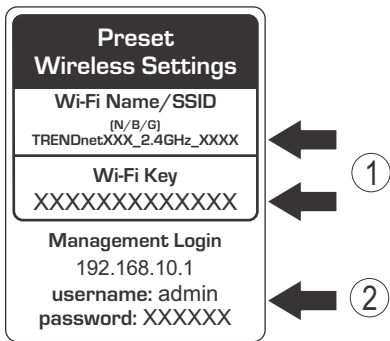 Preset
Wireless Settings
Wi-Fi Name/SSID
(N/B/G)
TRENDnetXXX_2.4GHz_XXXX
Wi-Fi Key
XXXXXXXXXXXXX
Management Login
192.168.10.1
username: admin
password: XXXXXX
1
2